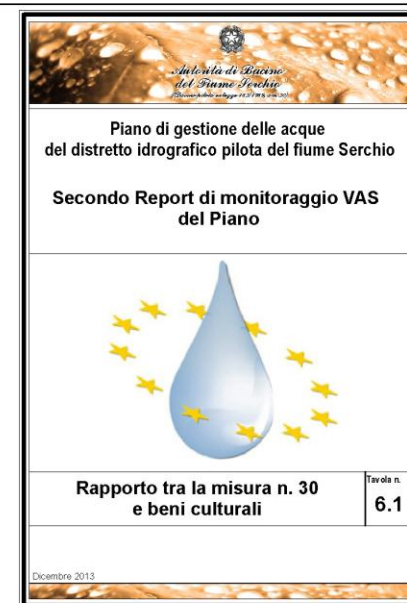 Autorità di Bacino
del Fiume Serchio
Piano di gestione delle acque
del distretto idrografico pilota del fiume Serchio
Secondo Report di monitoraggio VAS
del Piano
Rapporto tra la misura n. 30
e beni culturali
Tavola n.
6.1
Dicembre 2013